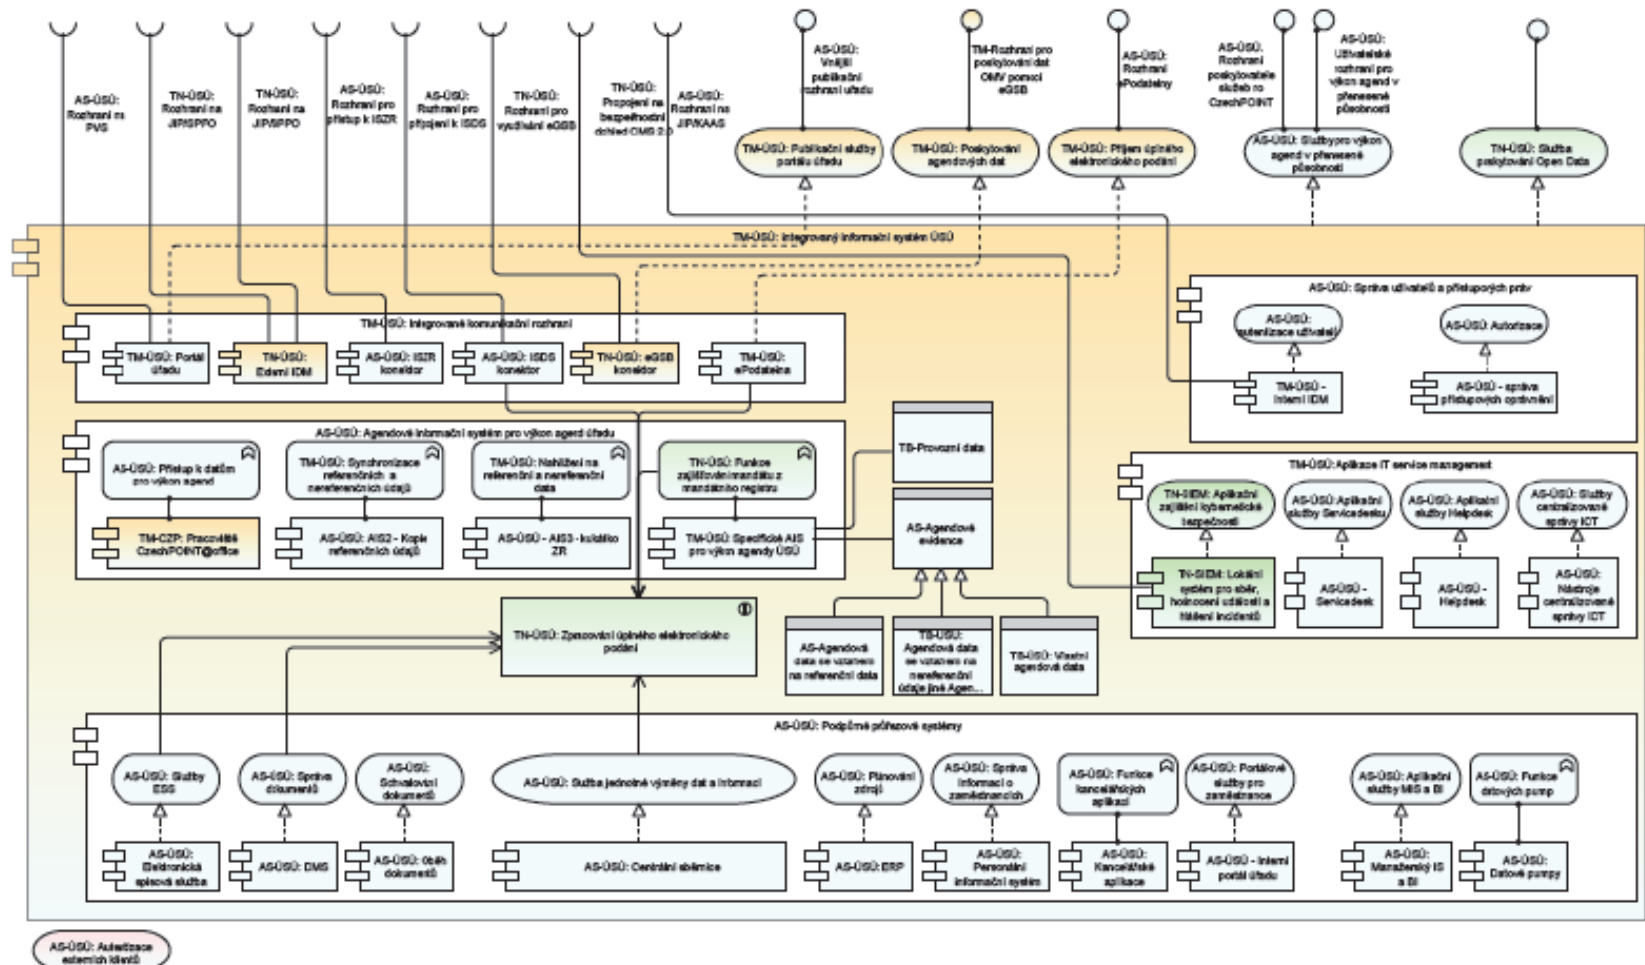 AS-ÚSÚ:
Rozhraní na
PVS
TN-ÚSÚ:
Rozhraní na
JIP/SPPO
TN-ÚSÚ:
Rozhraní na
JIP/SPPO
AS-ÚSÚ:
Rozhraní pro
přístup k ISZR
AS-ÚSÚ:
Rozhraní pro
připojení k ISDS
TN-ÚSÚ:
Rozhraní pro
využívání eGSB
TN-ÚSÚ:
Propojení na
bezpečnostní
dohled CMS 2.0
AS-ÚSÚ:
Rozhraní na
JIP/KAAS
AS-ÚSÚ:
Vnější
publikační
rozhraní úřadu
TM-Rozhraní pro
poskytování dat
OMV pomocí
eGSB
AS-ÚSÚ:
Rozhraní
ePodatelny
AS-ÚSÚ.
Rozhraní
poskytovatele
služeb
CzechPOINT
AS-ÚSÚ:
Uživatelské
rozhraní pro
výkon agend v
přenesené
působnosti
TM-ÚSÚ: Publikační služby
portálu úřadu
TM-ÚSÚ: Poskytování
agendových dat
TM-ÚSÚ: Příjem úplného
elektronického podání
AS-ÚSÚ: Služby pro výkon
agend v přenesené
působnosti
TN-ÚSÚ: Služba
poskytování Open Data
TM-ÚSÚ: Integrovaný informační systém ÚSÚ
TM-ÚSÚ: Integrované komunikační rozhraní
TM-ÚSÚ: Portál
úřadu
TN-ÚSÚ:
Externí IDM
AS-ÚSÚ: ISZR
konektor
AS-ÚSÚ: ISDS
konektor
TN-ÚSÚ: eGSB
konektor
TM-ÚSÚ:
ePodatelna
AS-ÚSÚ: Správa uživatelů a přístupových práv
AS-ÚSÚ:
autentizace uživatelů
AS-ÚSÚ: Autorizace
TM-ÚSÚ -
Interní IDM
AS-ÚSÚ - správa
přístupových oprávnění
AS-ÚSÚ: Agendové informační systém pro výkon agend úřadu
AS-ÚSÚ: Přístup k datům
pro výkon agend
TM-ÚSÚ: Synchronizace
referenčních a
nereferenčních údajů
TM-ÚSÚ: Nahlížení na
referenční a nereferenční
data
TN-ÚSÚ: Funkce
zajišťování mandátu z
mandátního registru
TM-CZP: Pracoviště
CzechPOINT@office
AS-ÚSÚ: AIS2 - Kopie
referenčních údajů
AS-ÚSÚ - AIS3 - kukátko
ZR
TM-ÚSÚ: Specifické AIS
pro výkon agendy ÚSÚ
TB-Provozní data
AS-Agendové
evidence
TM-ÚSÚ: Aplikace IT service management
TN-SIEM: Aplikační
zajištění kybernetické
bezpečnosti
AS-ÚSÚ: Aplikační
služby Servicedesku
AS-ÚSÚ: Aplikační
služby Helpdesk
AS-ÚSÚ: Služby
centralizované
správy ICT
TN-SIEM: Lokální
systém pro sběr,
hodnocení událostí a
hlášení incidentů
AS-ÚSÚ -
Servicedesk
AS-ÚSÚ -
Helpdesk
AS-ÚSÚ:
Nástroje
centralizované
správy ICT
TN-ÚSÚ: Zpracování úplného elektronického
podání
AS-Agendová
data se vztahem
na referenční data
TB-ÚSÚ:
Agendová data
se vztahem na
nereferenční
údaje jiné Agen...
TB-ÚSÚ: Vlastní
agendová data
AS-ÚSÚ: Podpůrné průřezové systémy
AS-ÚSÚ: Služby
ESS
AS-ÚSÚ: Správa
dokumentů
AS-ÚSÚ:
Schvalování
dokumentů
AS-ÚSÚ: Služba jednotné výměny dat a informací
AS-ÚSÚ: Plánování
zdrojů
AS-ÚSÚ: Správa
informací o
zaměstnancích
AS-ÚSÚ: Funkce
kancelářských
aplikací
AS-ÚSÚ: Portálové
služby pro
zaměstnance
AS-ÚSÚ: Aplikační
služby MIS a BI
AS-ÚSÚ: Funkce
datových pump
AS-ÚSÚ:
Elektronická
spisová služba
AS-ÚSÚ: DMS
AS-ÚSÚ: Oběh
dokumentů
AS-ÚSÚ: Centrální sběrnice
AS-ÚSÚ: ERP
AS-ÚSÚ:
Personální
informační systém
AS-ÚSÚ:
Kancelářské
aplikace
AS-ÚSÚ - Interní
portál úřadu
AS-ÚSÚ:
Manažerský IS
a BI
AS-ÚSÚ:
Datové pumpy
AS-ÚSÚ: Autentizace
externích klientů